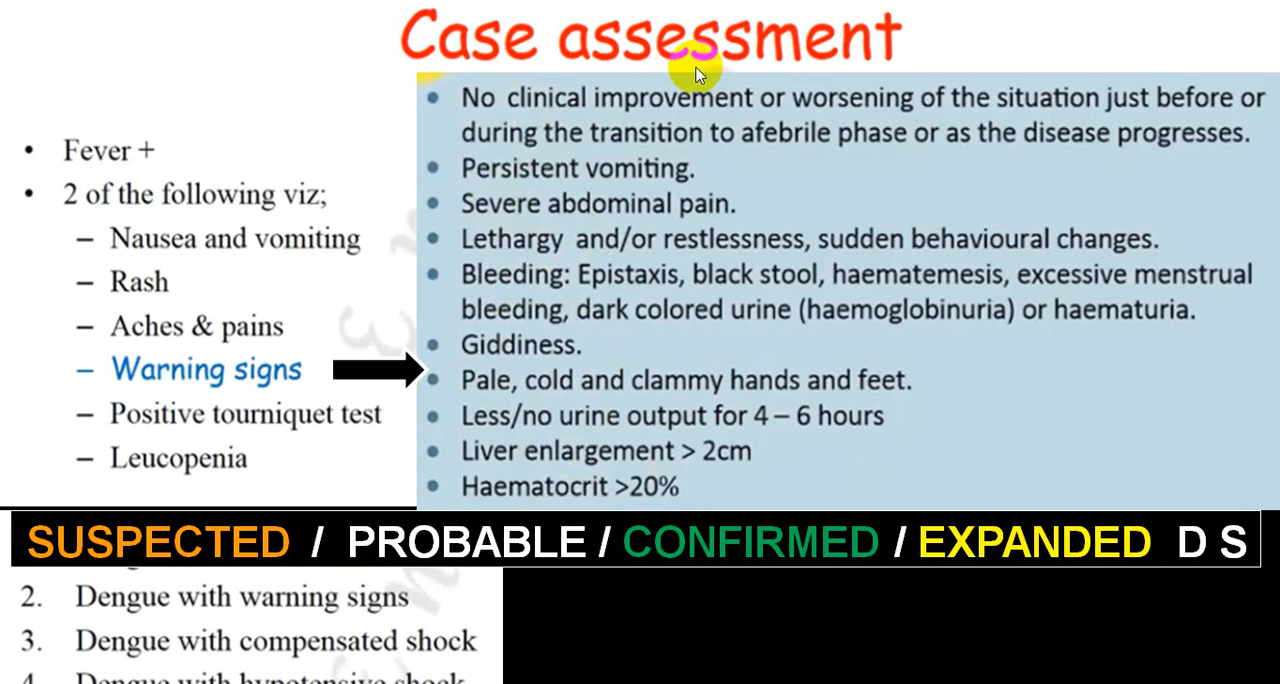 Case assessment
• Fever +
• 2 of the following viz;
– Nausea and vomiting
– Rash
– Aches & pains
– Warning signs
– Positive tourniquet test
– Leucopenia
• No clinical improvement or worsening of the situation just before or
during the transition to afebrile phase or as the disease progresses.
• Persistent vomiting.
• Severe abdominal pain.
• Lethargy and/or restlessness, sudden behavioural changes.
• Bleeding: Epistaxis, black stool, haematemesis, excessive menstrual
bleeding, dark colored urine (haemoglobinuria) or haematuria.
• Giddiness.
• Pale, cold and clammy hands and feet.
• Less/no urine output for 4 – 6 hours
• Liver enlargement > 2cm
• Haematocrit >20%
SUSPECTED / PROBABLE / CONFIRMED / EXPANDED D S
2. Dengue with warning signs
3. Dengue with compensated shock
4. Dengue with hypotensive shock